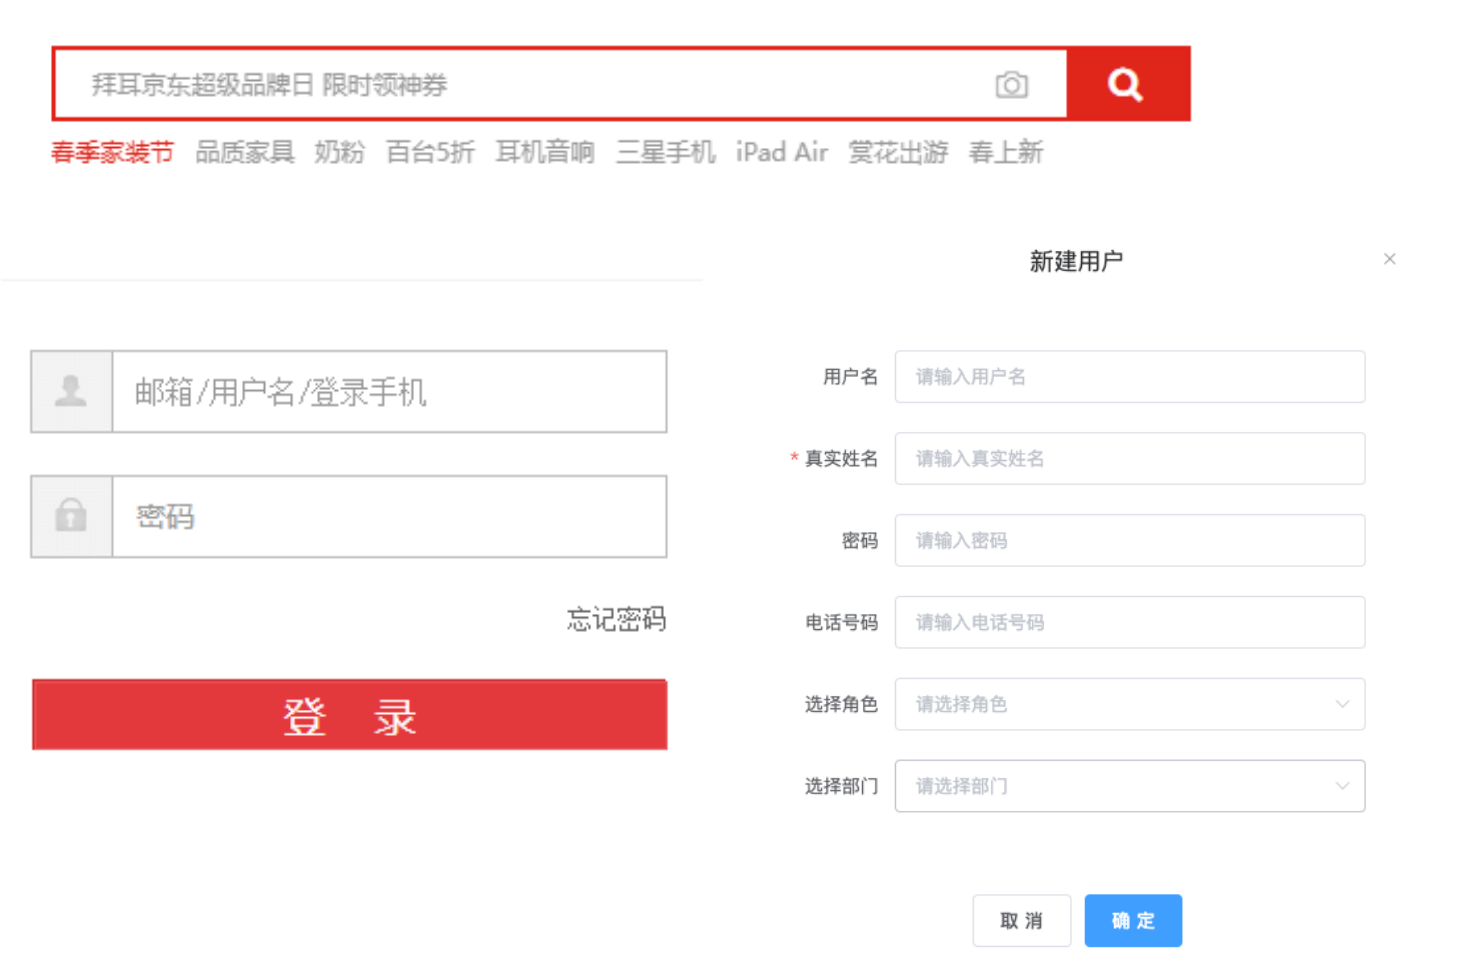 拜耳京东超级品牌日 限时领神券
春季家装节 品质家具 奶粉 百台5折 耳机音响 三星手机 iPad Air 赏花出游 春上新
邮箱/用户名/登录手机
密码
忘记密码
登 录
新建用户
用户名 请输入用户名
* 真实姓名 请输入真实姓名
密码 请输入密码
电话号码 请输入电话号码
选择角色 请选择角色
选择部门 请选择部门
取 消 确 定